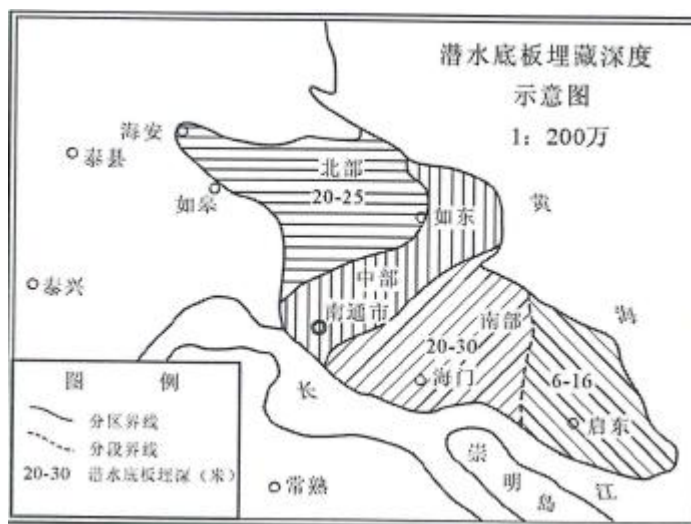 潜水底板埋藏深度
示意图
1：200万
海安
泰县
北部
20-25
如皋
如东
黄
泰兴
中部
南通市
海
南部
20-30
海门
6-16
启东
长
崇
明
岛
江
常熟
图 例
分区界线
分段界线
20-30 潜水底板埋深（米）